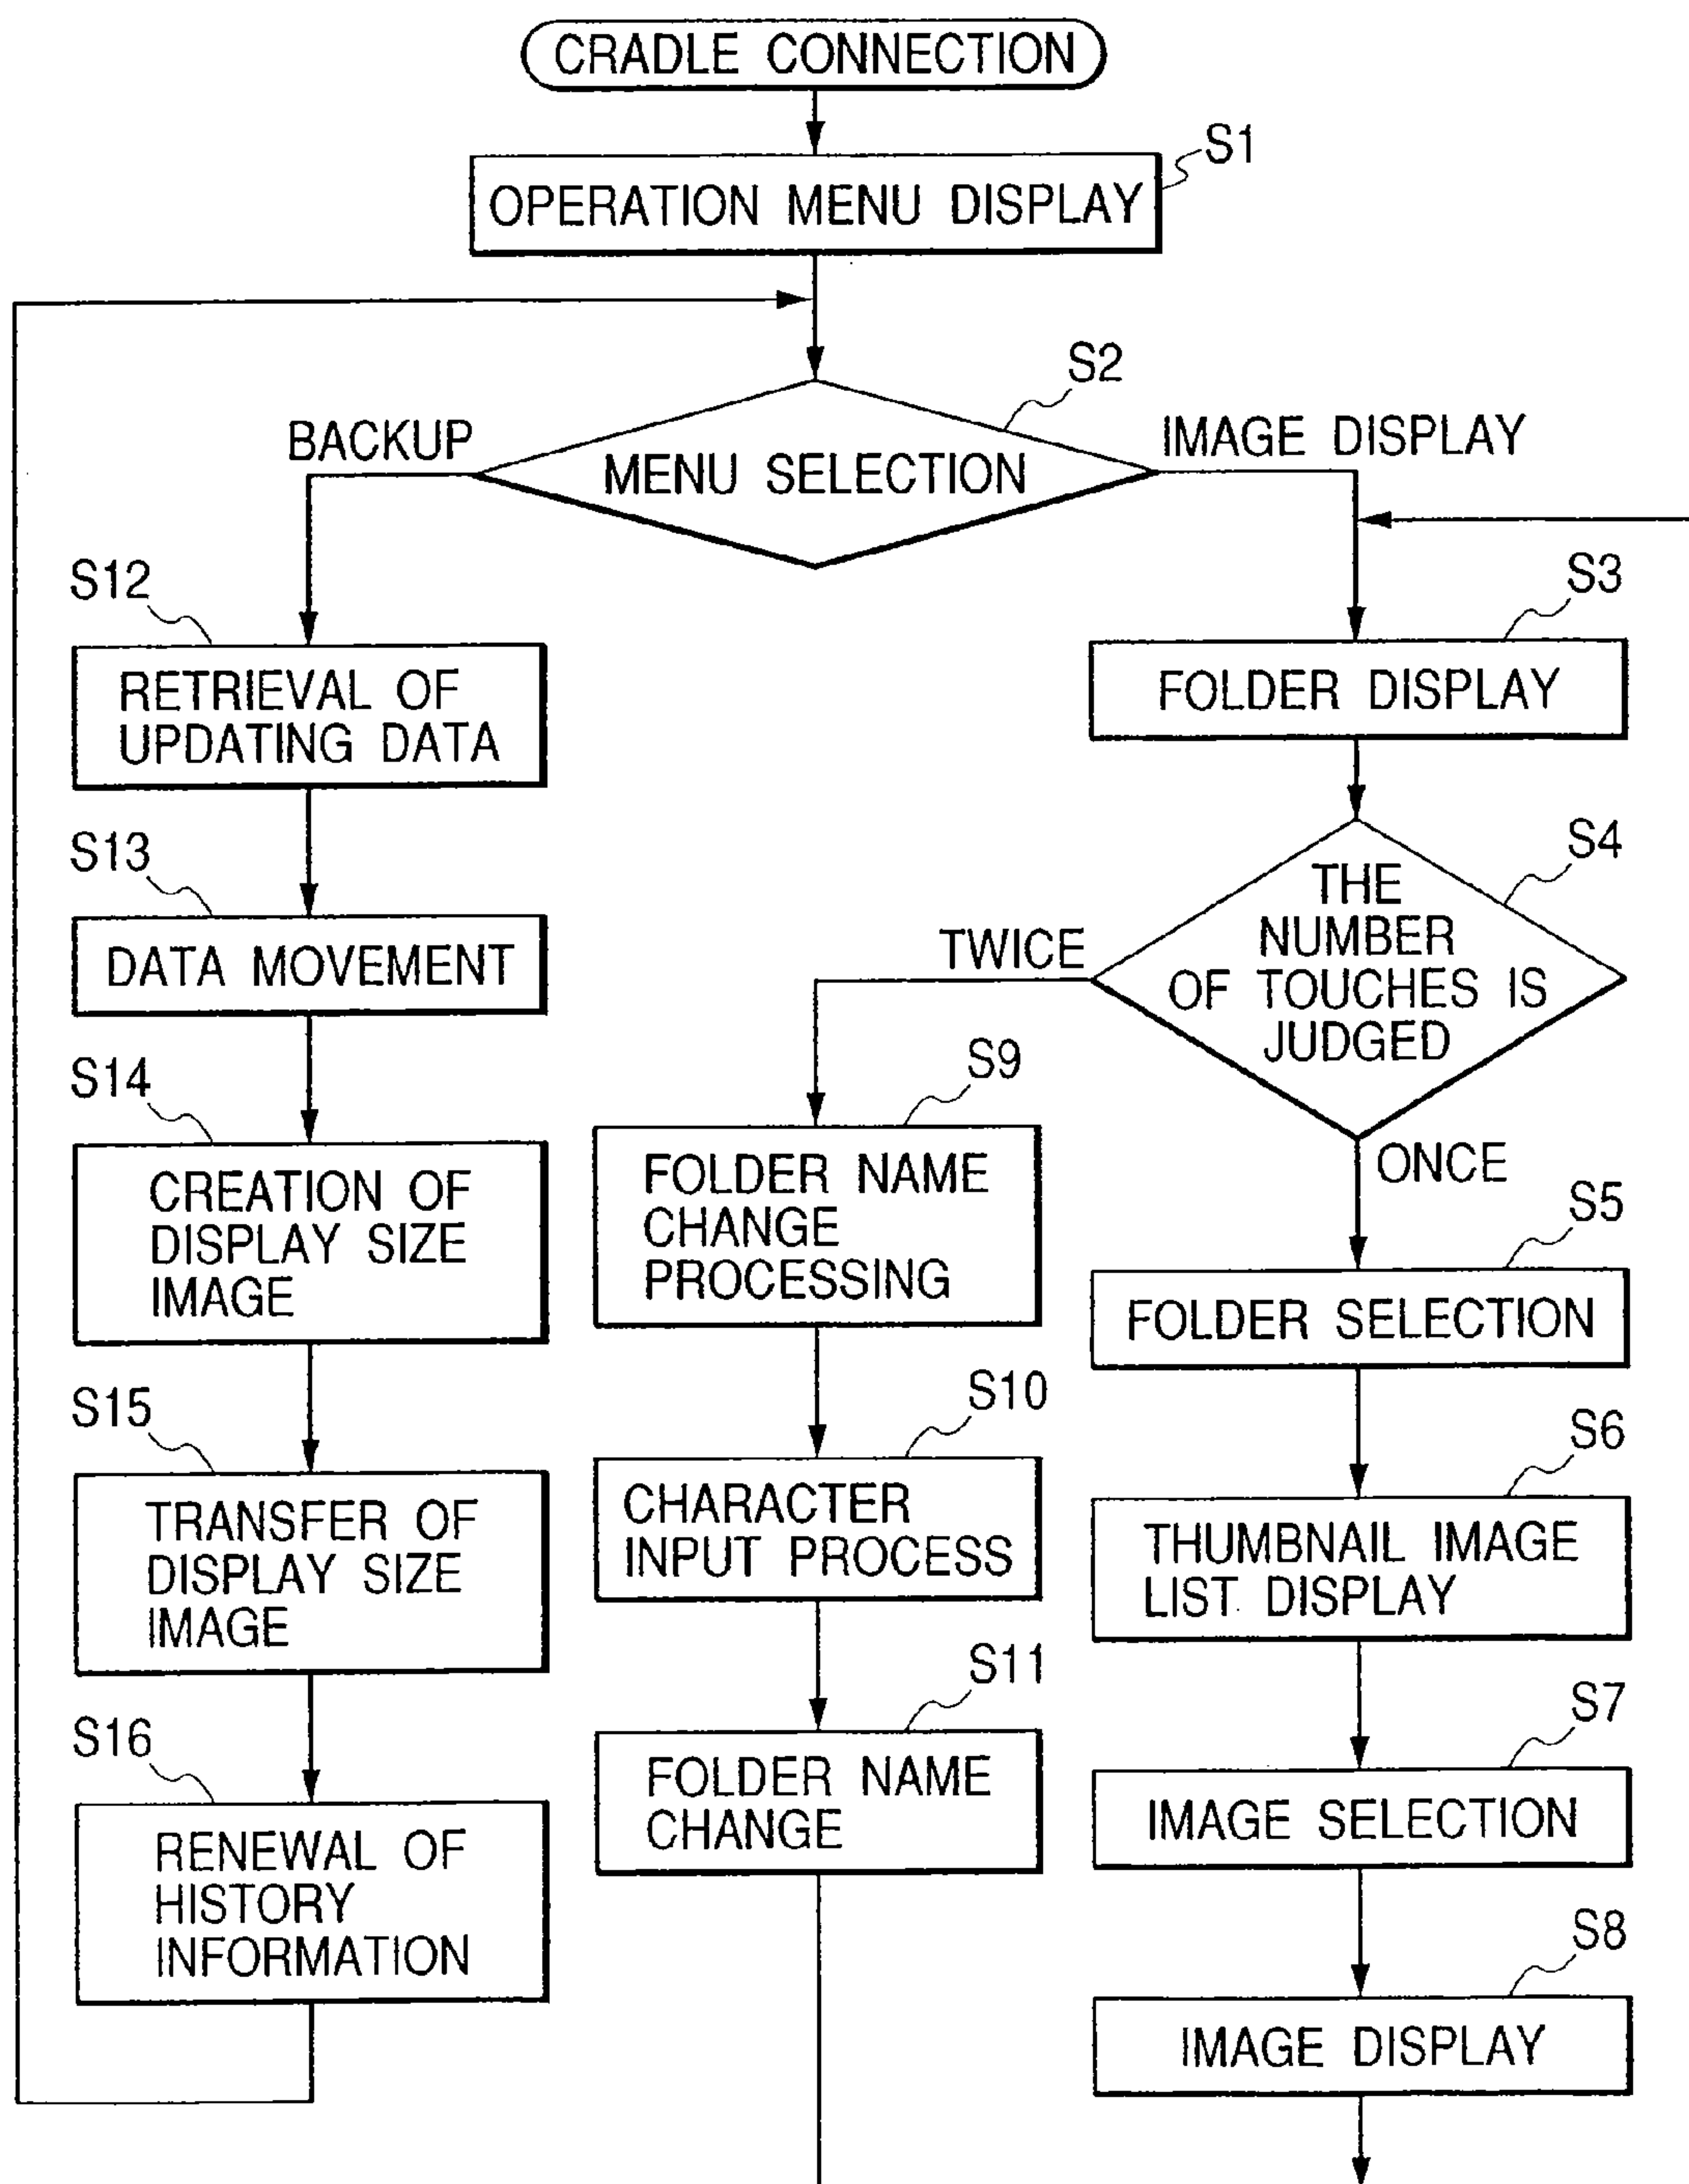 CRADLE CONNECTION
S1
OPERATION MENU DISPLAY
S2
BACKUP
IMAGE DISPLAY
MENU SELECTION
S12
RETRIEVAL OF
UPDATING DATA
S13
DATA MOVEMENT
S14
CREATION OF
DISPLAY SIZE
IMAGE
S15
TRANSFER OF
DISPLAY SIZE
IMAGE
S16
RENEWAL OF
HISTORY
INFORMATION
S3
FOLDER DISPLAY
S4
THE
NUMBER
OF TOUCHES IS
JUDGED
TWICE
ONCE
S9
FOLDER NAME
CHANGE
PROCESSING
S10
CHARACTER
INPUT PROCESS
S11
FOLDER NAME
CHANGE
S5
FOLDER SELECTION
S6
THUMBNAIL IMAGE
LIST DISPLAY
S7
IMAGE SELECTION
S8
IMAGE DISPLAY